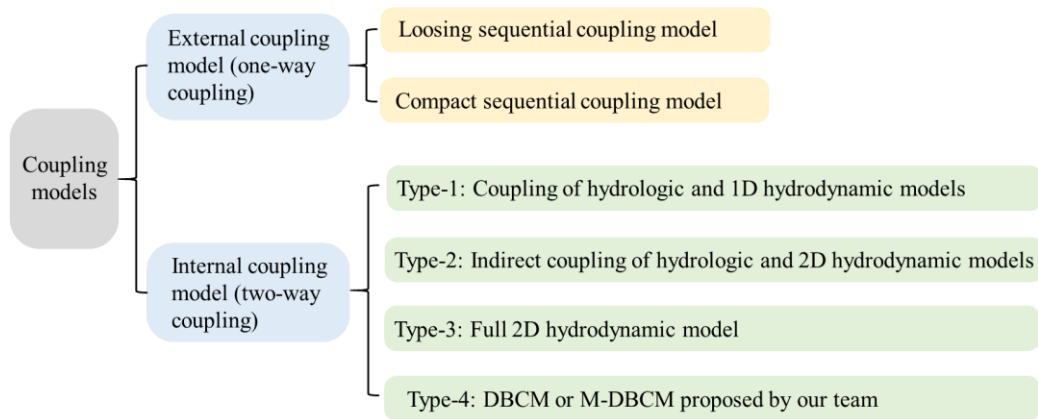 Coupling
models
External coupling
model (one-way
coupling)
Loosing sequential coupling model
Compact sequential coupling model
Internal coupling
model (two-way
coupling)
Type-1: Coupling of hydrologic and 1D hydrodynamic models
Type-2: Indirect coupling of hydrologic and 2D hydrodynamic models
Type-3: Full 2D hydrodynamic model
Type-4: DBCM or M-DBCM proposed by our team